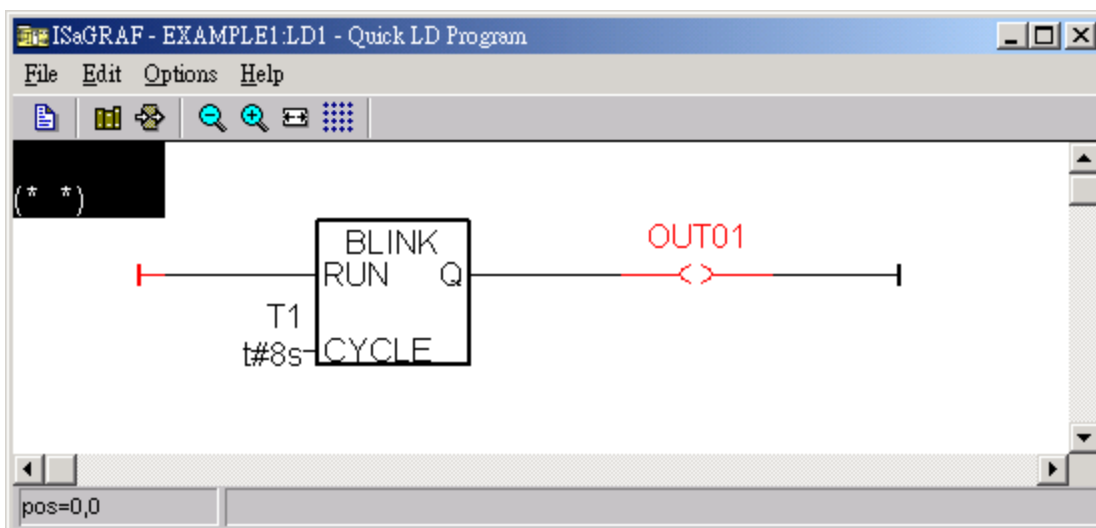 ISaGRAF - EXAMPLE1:LD1 - Quick LD Program
File Edit Options Help
(* *)
BLINK
OUT01
RUN Q
T1
t#8s
CYCLE
pos=0,0